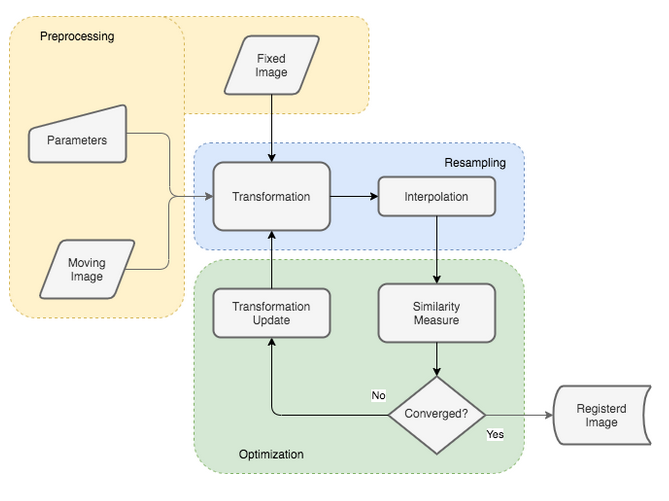 Preprocessing
Fixed
Image
Parameters
Resampling
Transformation
Interpolation
Moving
Image
Transformation
Update
Similarity
Measure
No
Converged?
Yes
Registerd
Image
Optimization